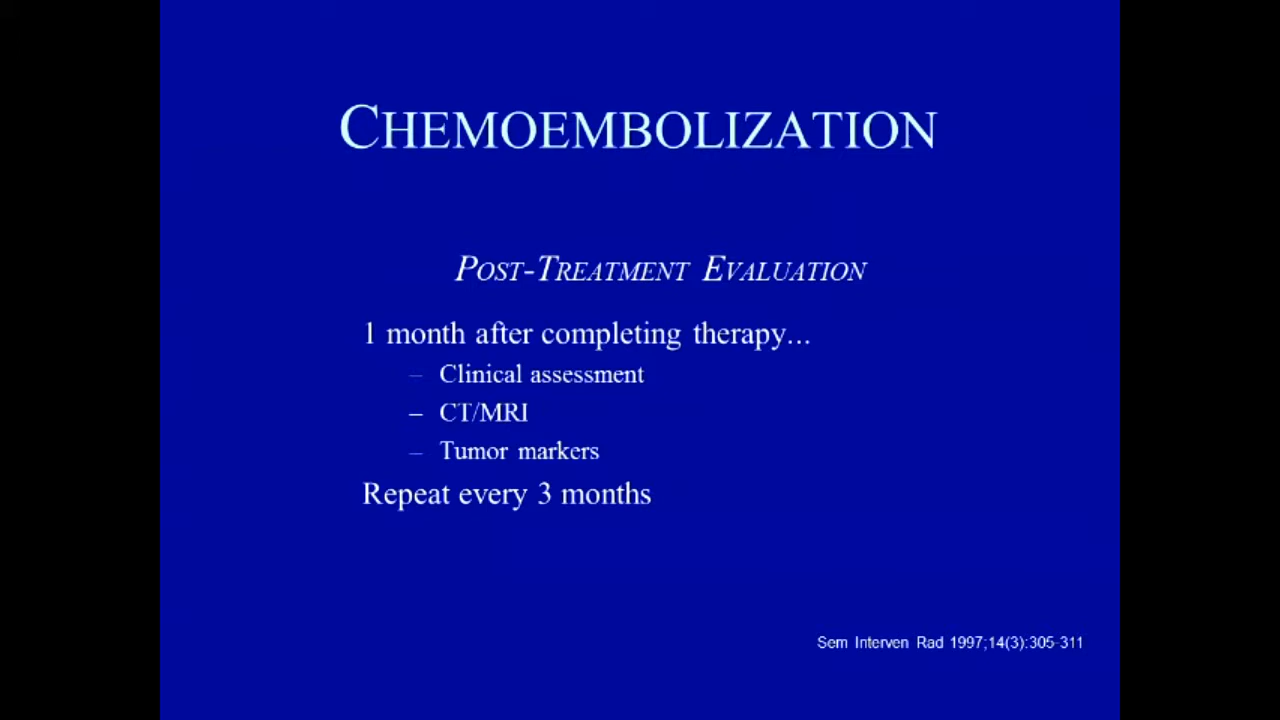 CHEMOEMBOLIZATION
POST-TREATMENT EVALUATION
1 month after completing therapy...
– Clinical assessment
– CT/MRI
– Tumor markers
Repeat every 3 months
Sem Interven Rad 1997;14(3):305-311